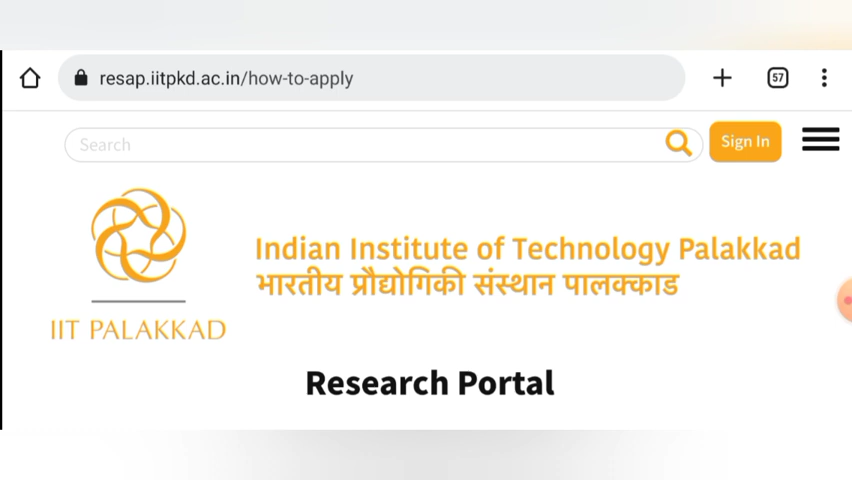 resap.iitpkd.ac.in/how-to-apply
57
Search
Sign In
Indian Institute of Technology Palakkad
भारतीय प्रौद्योगिकी संस्थान पालक्काड
IIT PALAKKAD
Research Portal